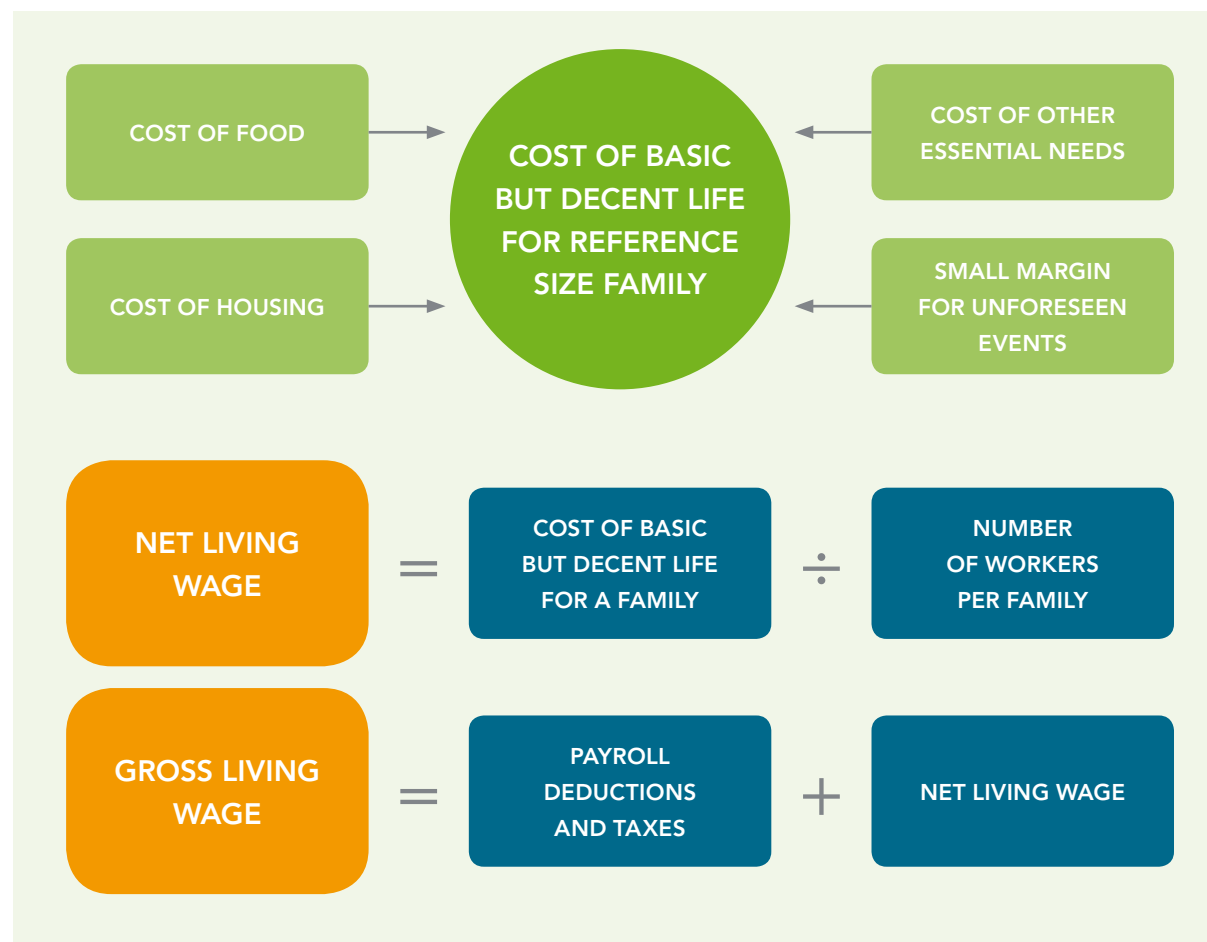 COST OF FOOD
COST OF HOUSING
COST OF BASIC
BUT DECENT LIFE
FOR REFERENCE
SIZE FAMILY
COST OF OTHER
ESSENTIAL NEEDS
SMALL MARGIN
FOR UNFORESEEN
EVENTS
NET LIVING
WAGE
=
COST OF BASIC
BUT DECENT LIFE
FOR A FAMILY
÷
NUMBER
OF WORKERS
PER FAMILY
GROSS LIVING
WAGE
=
PAYROLL
DEDUCTIONS
AND TAXES
+
NET LIVING WAGE